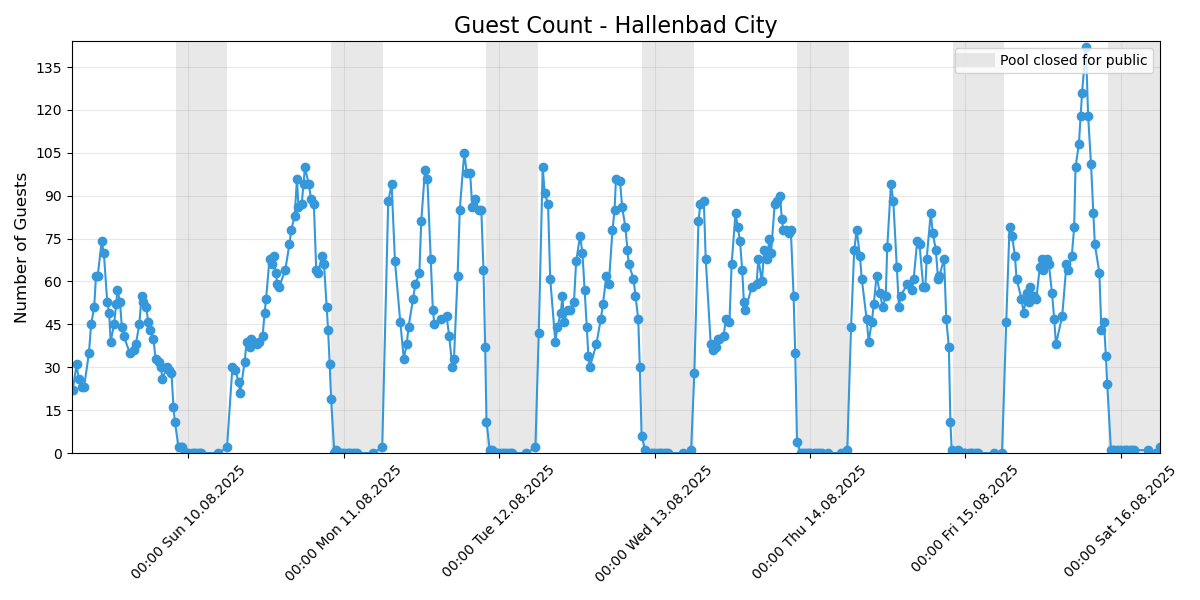 Guest Count - Hallenbad City
Pool closed for public
Number of Guests
135
120
105
90
75
60
45
30
15
0
00:00 Sun 10.08.2025
00:00 Mon 11.08.2025
00:00 Tue 12.08.2025
00:00 Wed 13.08.2025
00:00 Thu 14.08.2025
00:00 Fri 15.08.2025
00:00 Sat 16.08.2025